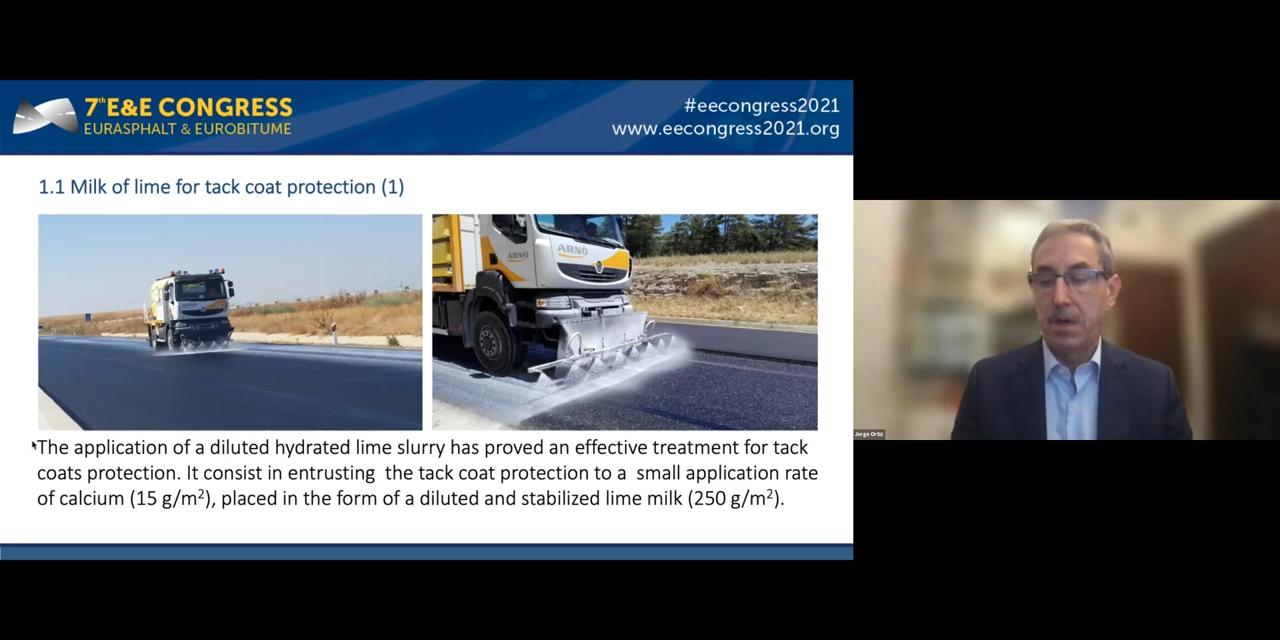 7th E&E CONGRESS
EURASPHALT & EUROBITUME
#eecongress2021
www.eecongress2021.org
1.1 Milk of lime for tack coat protection (1)
ARNÓ
ARNÓ
The application of a diluted hydrated lime slurry has proved an effective treatment for tack
coats protection. It consist in entrusting the tack coat protection to a small application rate
of calcium (15 g/m²), placed in the form of a diluted and stabilized lime milk (250 g/m²).
Jorge Ortiz